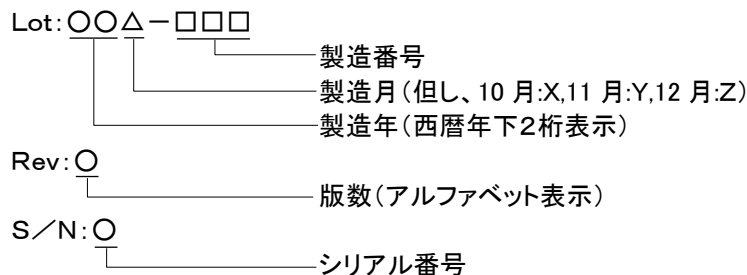 Lot:○○△－□□□
製造番号
製造月(但し、10 月:X,11 月:Y,12 月:Z)
製造年(西暦年下２桁表示)
Rev:○
版数(アルファベット表示)
S／N:○
シリアル番号